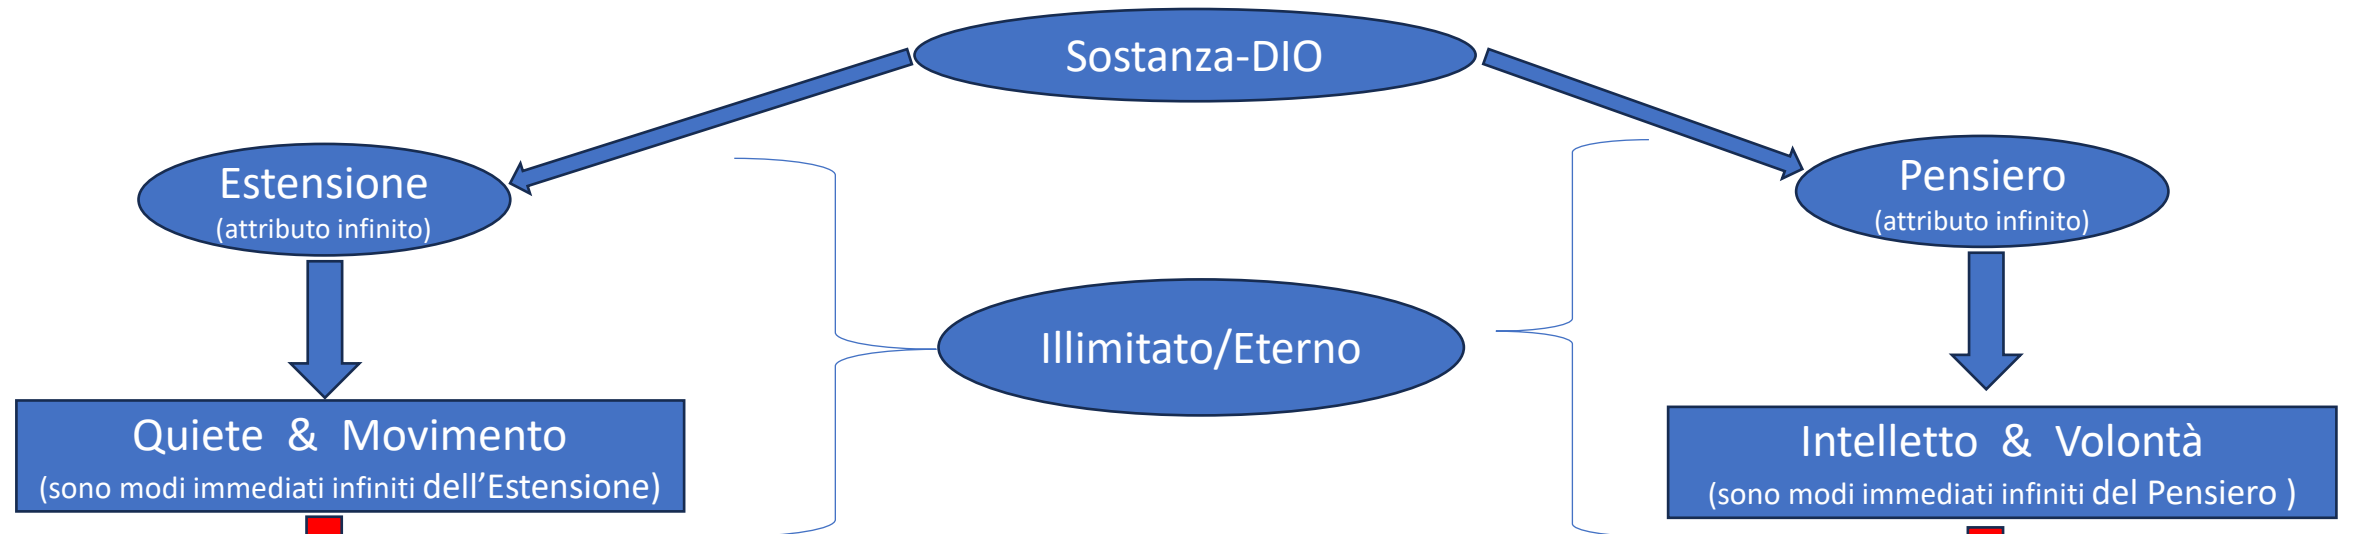 Sostanza-DIO
Estensione
(attributo infinito)
Pensiero
(attributo infinito)
Illimitato/Eterno
Quiete & Movimento
(sono modi immediati infiniti dell’Estensione)
Intelletto & Volontà
(sono modi immediati infiniti del Pensiero )